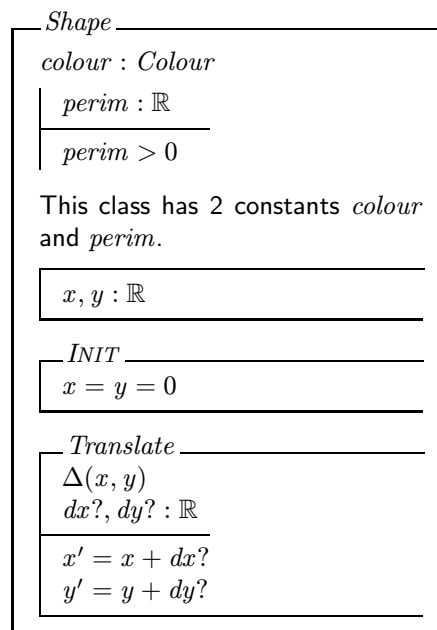 Shape
colour : Colour
perim : ℝ
perim > 0
This class has 2 constants colour
and perim.
x, y : ℝ
INIT
x = y = 0
Translate
Δ(x, y)
dx?, dy? : ℝ
x′ = x + dx?
y′ = y + dy?